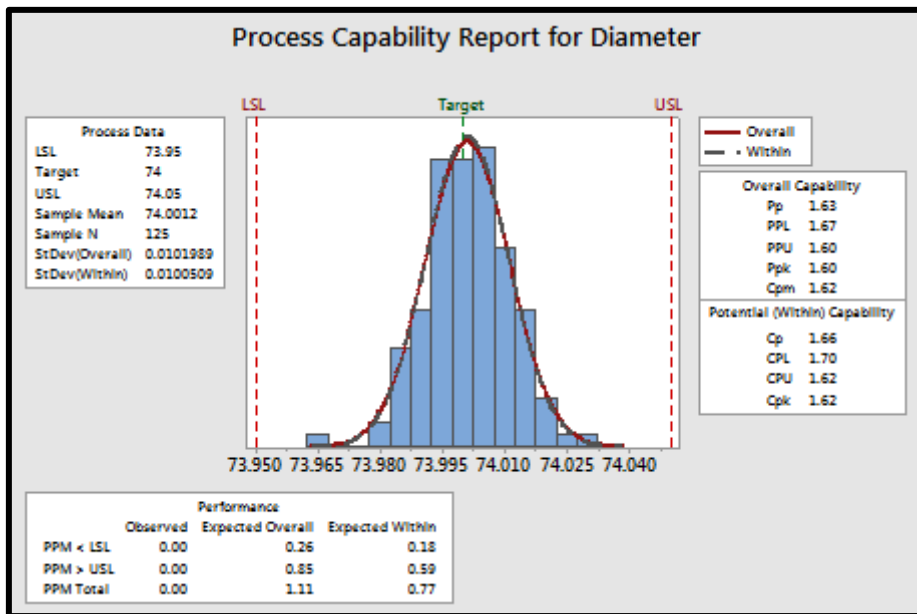 Process Capability Report for Diameter
LSL Target USL
Process Data
LSL 73.95
Target 74
USL 74.05
Sample Mean 74.0012
Sample N 125
StDev(Overall) 0.0101989
StDev(Within) 0.0100509
Overall
Within
Overall Capability
Pp 1.63
PPL 1.67
PPU 1.60
Ppk 1.60
Cpm 1.62
Potential (Within) Capability
Cp 1.66
CPL 1.70
CPU 1.62
Cpk 1.62
73.950 73.965 73.980 73.995 74.010 74.025 74.040
Performance
Observed Expected Overall Expected Within
PPM < LSL 0.00 0.26 0.18
PPM > USL 0.00 0.85 0.59
PPM Total 0.00 1.11 0.77